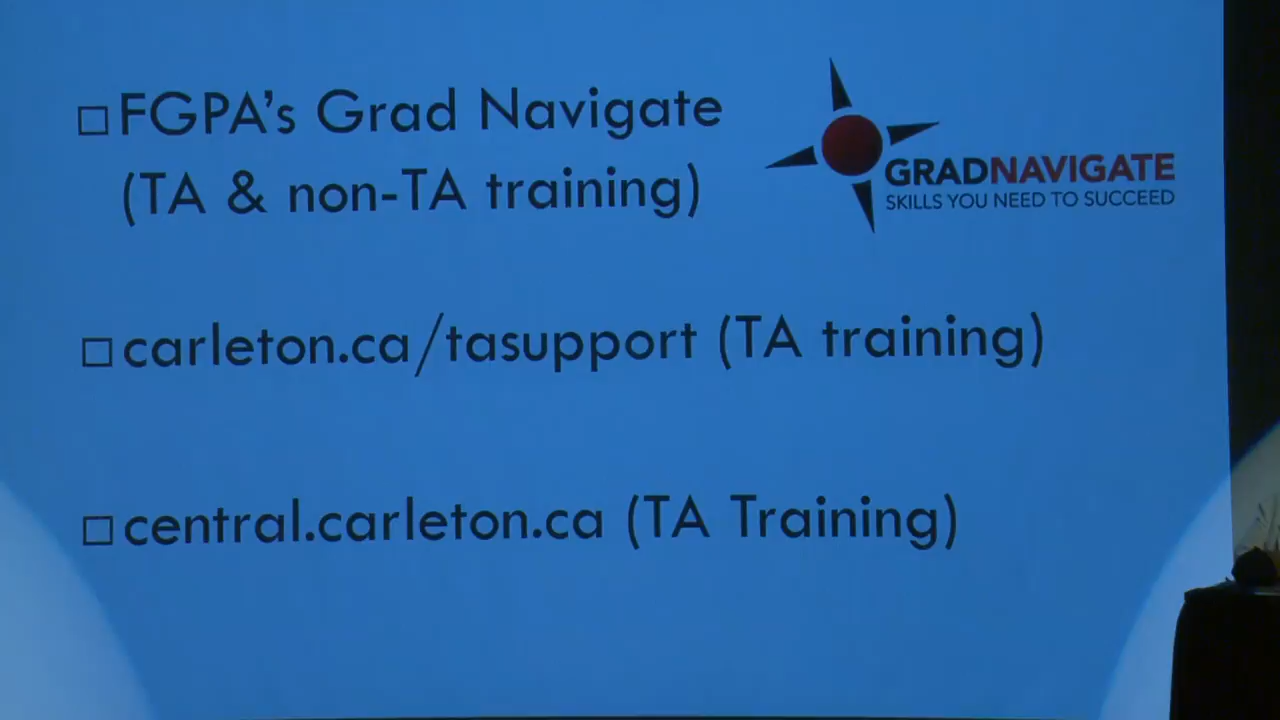 FGPA's Grad Navigate
(TA & non-TA training)
GRADNAVIGATE
SKILLS YOU NEED TO SUCCEED
carleton.ca/tasupport (TA training)
central.carleton.ca (TA Training)